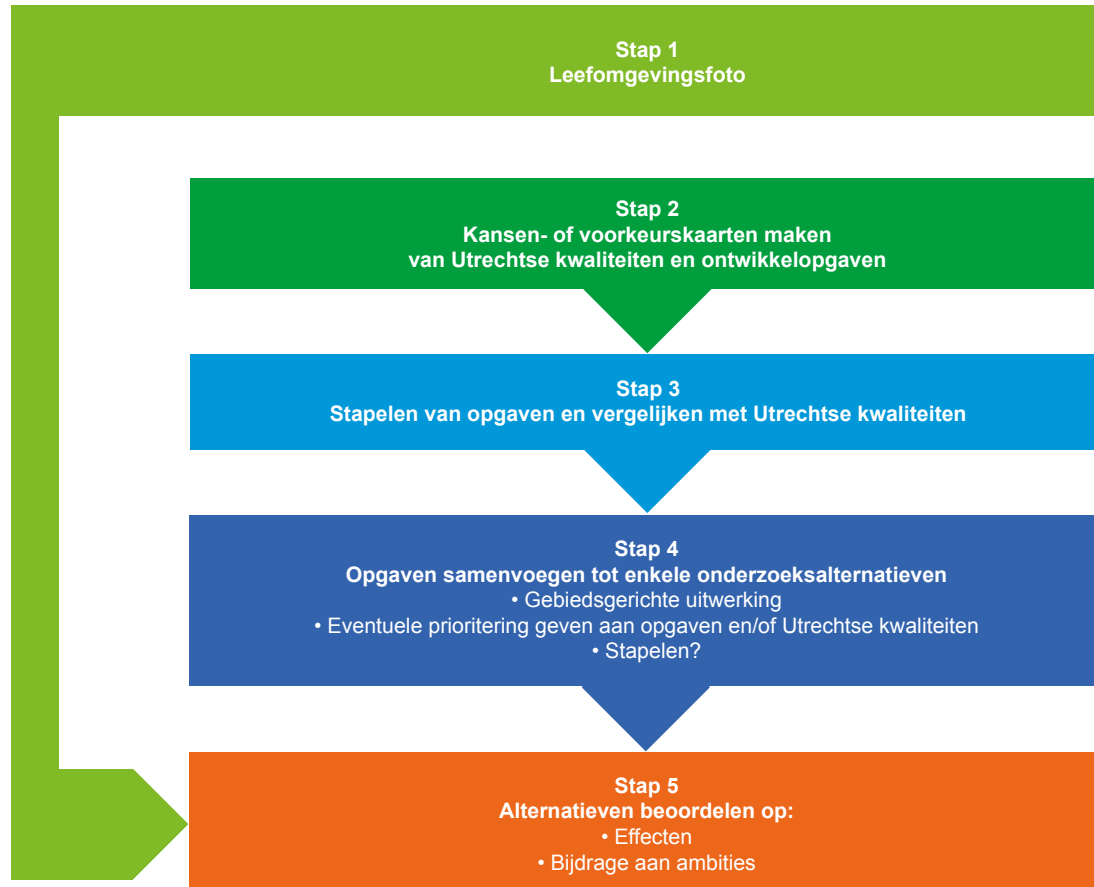 Stap 1
Leefomgevingsfoto
Stap 2
Kansen- of voorkeurskaarten maken
van Utrechtse kwaliteiten en ontwikkelopgaven
Stap 3
Stapelen van opgaven en vergelijken met Utrechtse kwaliteiten
Stap 4
Opgaven samenvoegen tot enkele onderzoeksalternatieven
• Gebiedsgerichte uitwerking
• Eventuele prioritering geven aan opgaven en/of Utrechtse kwaliteiten
• Stapelen?
Stap 5
Alternatieven beoordelen op:
• Effecten
• Bijdrage aan ambities